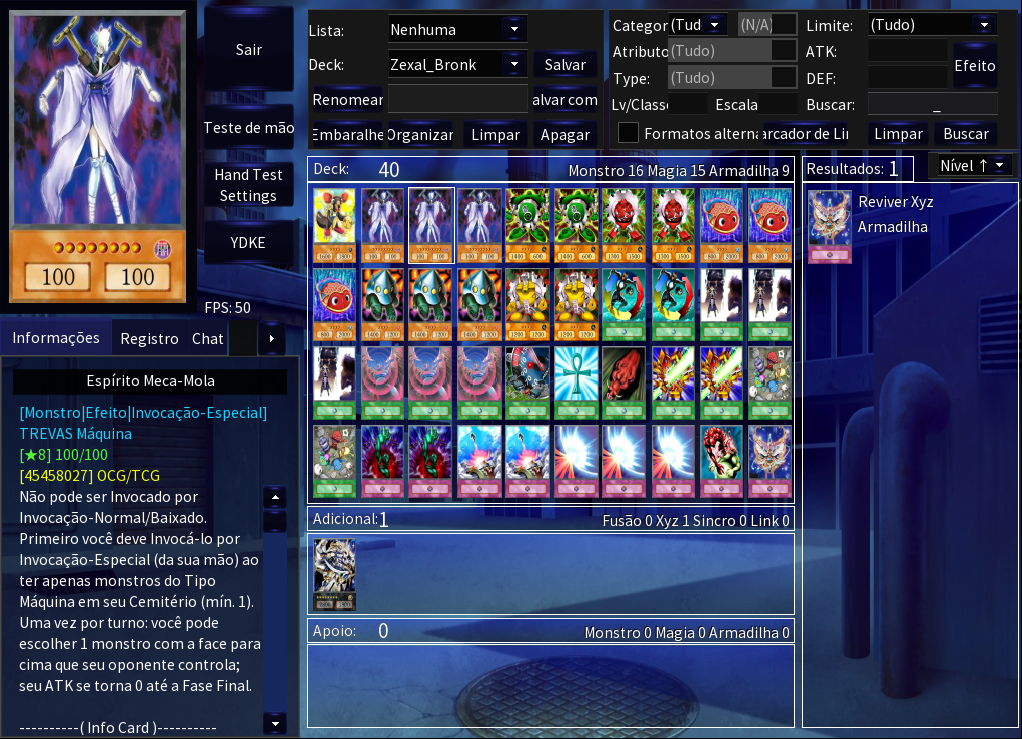 100 100
Sair
Teste de mão
Hand Test
Settings
YDKE
FPS: 50
Lista: Nenhuma
Deck: Zexal_Bronk Salvar
Renomear alvar com
Embaralhe Organizar Limpar Apagar
Categor (Tud (N/A) Limite: (Tudo)
Atributo (Tudo) ATK: Efeito
Type: (Tudo) DEF:
Lv/Classe Escala Buscar: _
Formatos alterna arcador de Lin Limpar Buscar
Deck: 40 Monstro 16 Magia 15 Armadilha 9
Resultados: 1 Nível ↑
Reviver Xyz
Armadilha
Informações Registro Chat
Espírito Meca-Mola
[Monstro|Efeito|Invocação-Especial]
TREVAS Máquina
[★8] 100/100
[45458027] OCG/TCG
Não pode ser Invocado por
Invocação-Normal/Baixado.
Primeiro você deve Invocá-lo por
Invocação-Especial (da sua mão) ao
ter apenas monstros do Tipo
Máquina em seu Cemitério (mín. 1).
Uma vez por turno: você pode
escolher 1 monstro com a face para
cima que seu oponente controla;
seu ATK se torna 0 até a Fase Final.
----------( Info Card )----------
Adicional: 1 Fusão 0 Xyz 1 Sincro 0 Link 0
Apoio: 0 Monstro 0 Magia 0 Armadilha 0